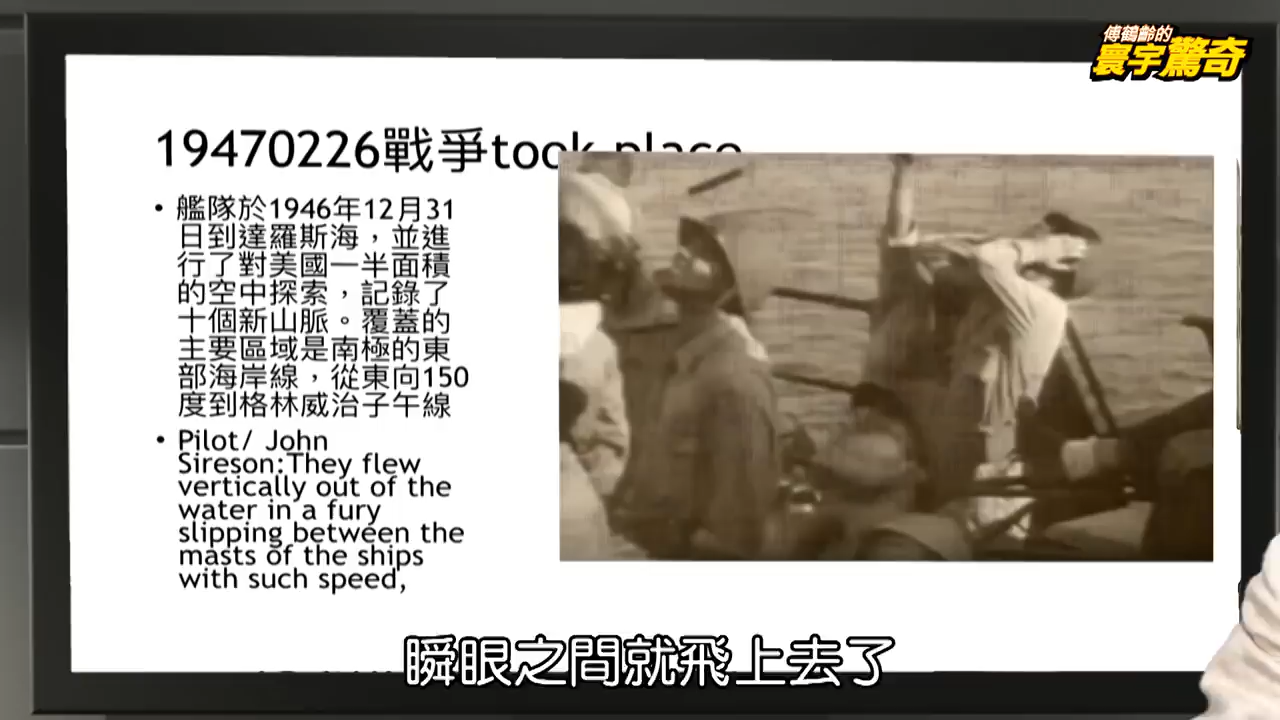 傅鶴齡的
寰宇驚奇
19470226戰爭took place
• 艦隊於1946年12月31
日到達羅斯海，並進
行了對美國一半面積
的空中探索，記錄了
十個新山脈。覆蓋的
主要區域是南極的東
部海岸線，從東向150
度到格林威治子午線
• Pilot/ John
Sireson:They flew
vertically out of the
water in a fury
slipping between the
masts of the ships
with such speed,
瞬眼之間就飛上去了